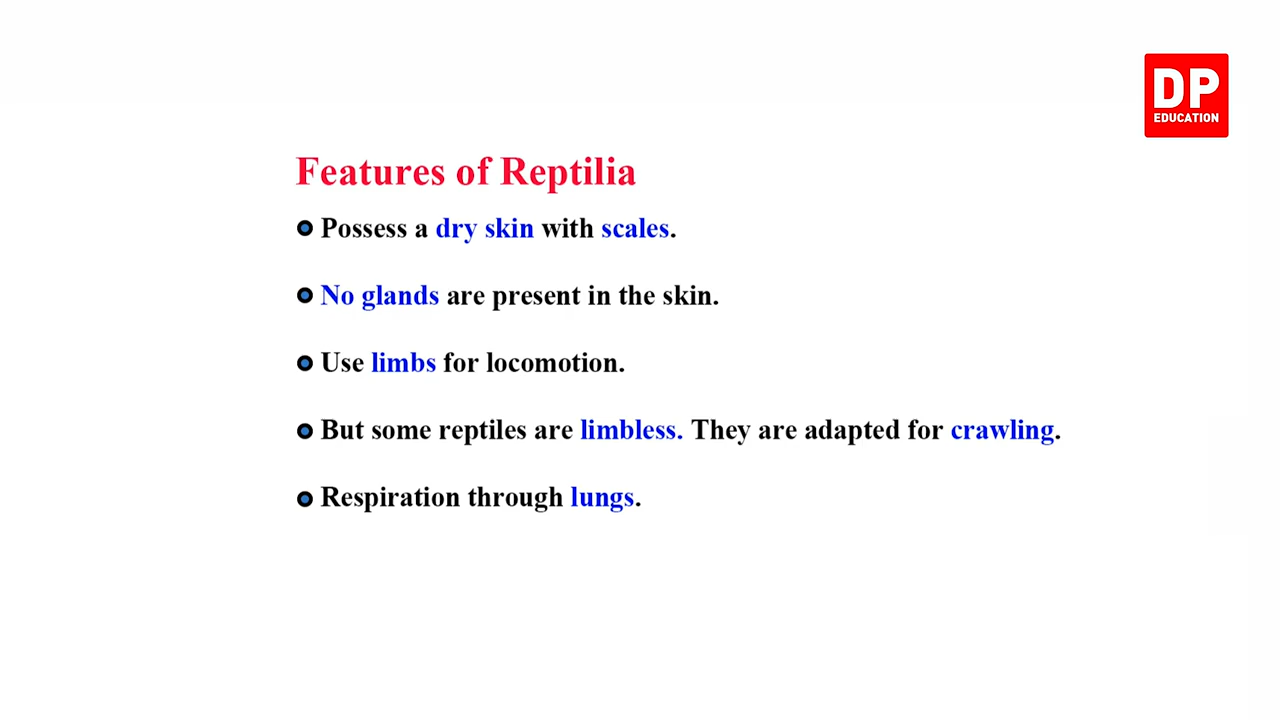 DP
EDUCATION
Features of Reptilia
Possess a dry skin with scales.
No glands are present in the skin.
Use limbs for locomotion.
But some reptiles are limbless. They are adapted for crawling.
Respiration through lungs.